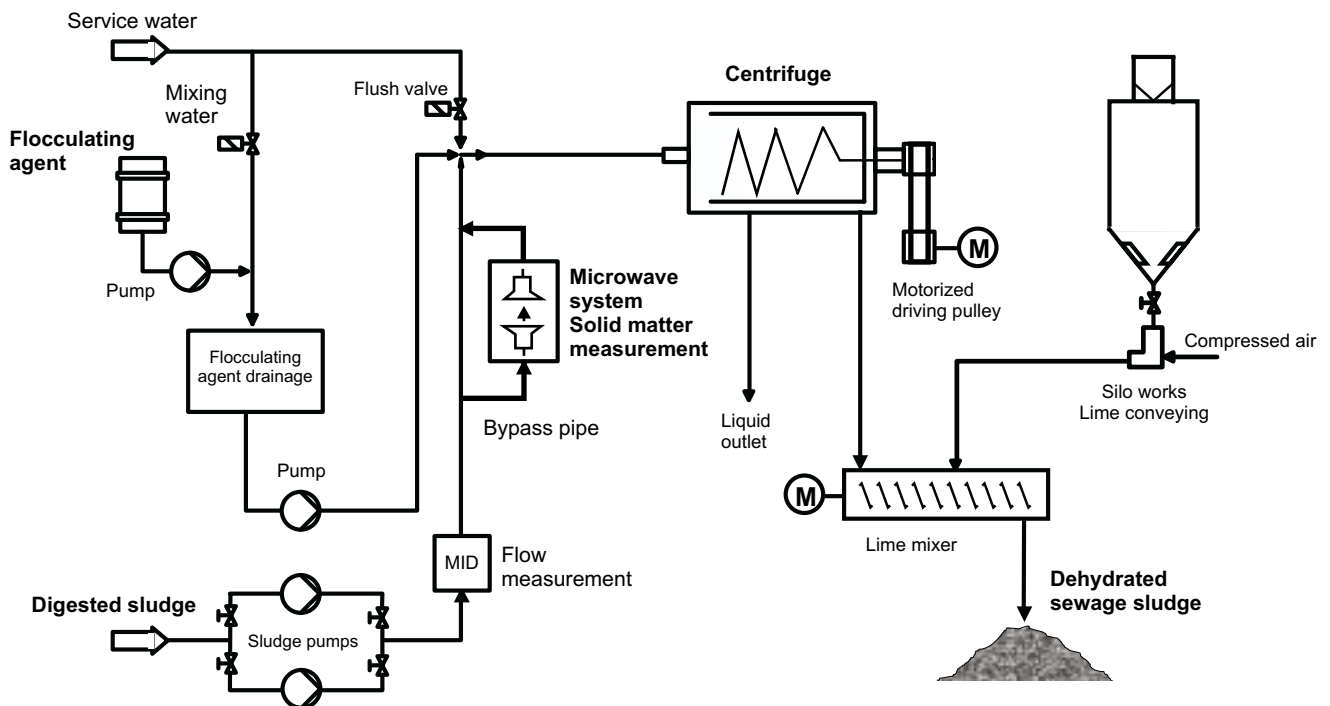 Service water
Mixing
water
Flush valve
Flocculating
agent
Pump
Flocculating
agent drainage
Pump
Digested sludge
Sludge pumps
MID
Flow
measurement
Bypass pipe
Microwave
system
Solid matter
measurement
Centrifuge
M
Motorized
driving pulley
Liquid
outlet
Compressed air
Silo works
Lime conveying
M
Lime mixer
Dehydrated
sewage sludge